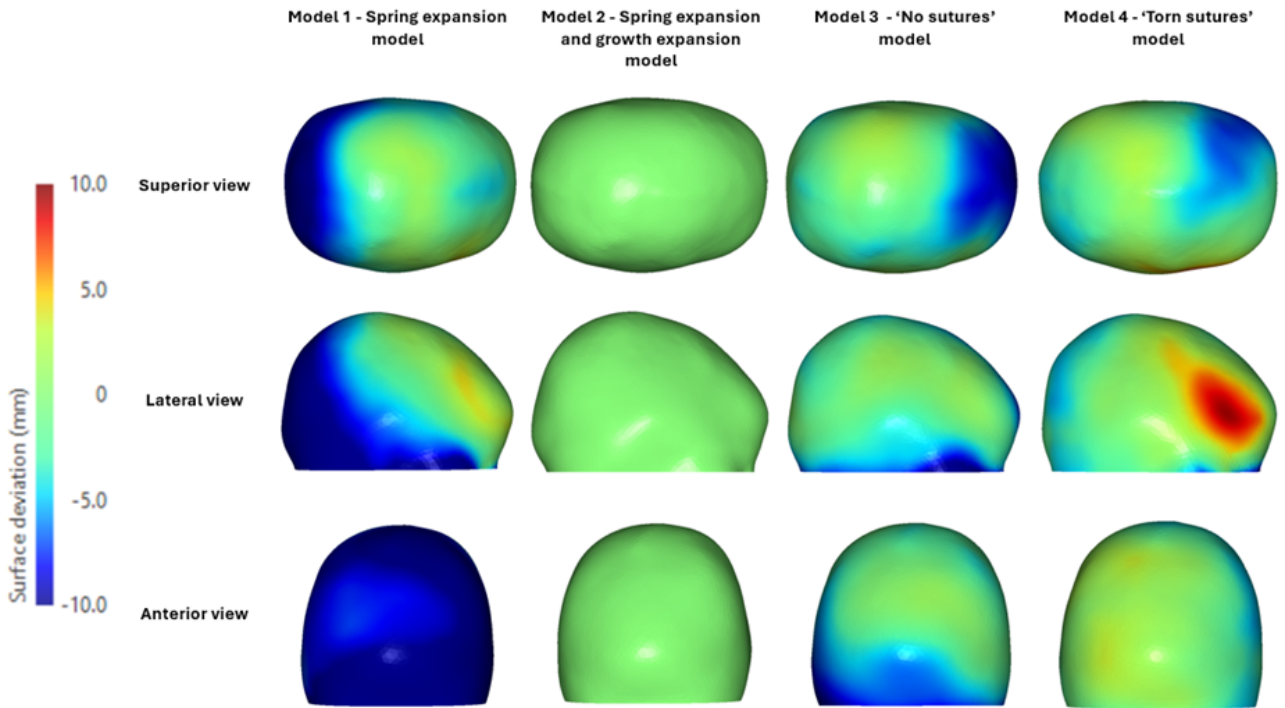 Model 1 - Spring expansion
model
Model 2 - Spring expansion
and growth expansion
model
Model 3 - ‘No sutures’
model
Model 4 - ‘Torn sutures’
model
Superior view
Lateral view
Anterior view
Surface deviation (mm)
10.0
5.0
0
-5.0
-10.0